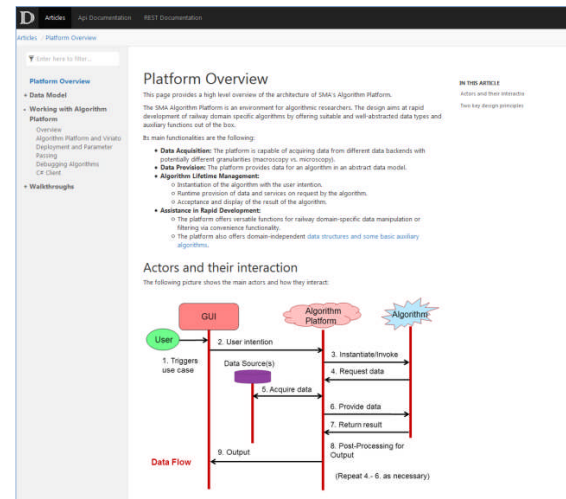 D Articles Api Documentation REST Documentation
Articles Platform Overview
Enter here to filter...
Platform Overview
Data Model
Working with Algorithm
Platform
Overview
Algorithm Platform and Viriato
Deployment and Parameter
Passing
Debugging Algorithms
C# Client
Walkthroughs
Platform Overview
This page provides a high level overview of the architecture of SMA's Algorithm Platform.
The SMA Algorithm Platform is an environment for algorithmic researchers. The design aims at rapid
development of railway domain specific algorithms by offering suitable and well-abstracted data types and
auxiliary functions out of the box.
Its main functionalities are the following:
• Data Acquisition: The platform is capable of acquiring data from different data backends with
potentially different granularities (macroscopy vs. microscopy).
• Data Prevision: The platform provides data for an algorithm in an abstract data model.
• Algorithm Lifetime Management:
○ Instantiation of the algorithm with the user intention.
○ Runtime provision of data and services on request by the algorithm.
○ Acceptance and display of the result of the algorithm.
• Assistance in Rapid Development:
○ The platform offers versatile functions for railway domain-specific data manipulation or
filtering via convenience functionality.
○ The platform also offers domain-independent data structures and some basic auxiliary
algorithms.
Actors and their interaction
The following picture shows the main actors and how they interact:
GUI
Algorithm
Platform
Algorithm
User
1. Triggers
use case
2. User intention
Data Source(s)
3. Instantiate/Invoke
4. Request data
5. Acquire data
6. Provide data
7. Return result
8. Post-Processing for
Output
9. Output
Data Flow
(Repeat 4.- 6. as necessary)
IN THIS ARTICLE
Actors and their interactio
Two key design principles